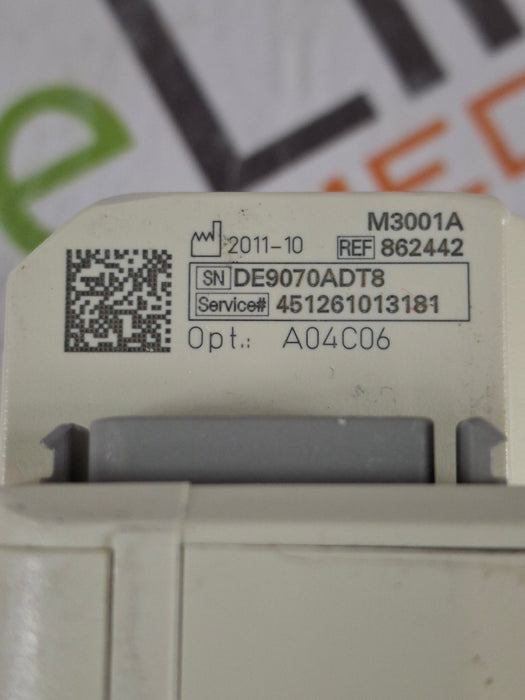 M3001A
2011-10 REF 862442
SN DE9070ADT8
Service# 451261013181
Opt.: A04C06